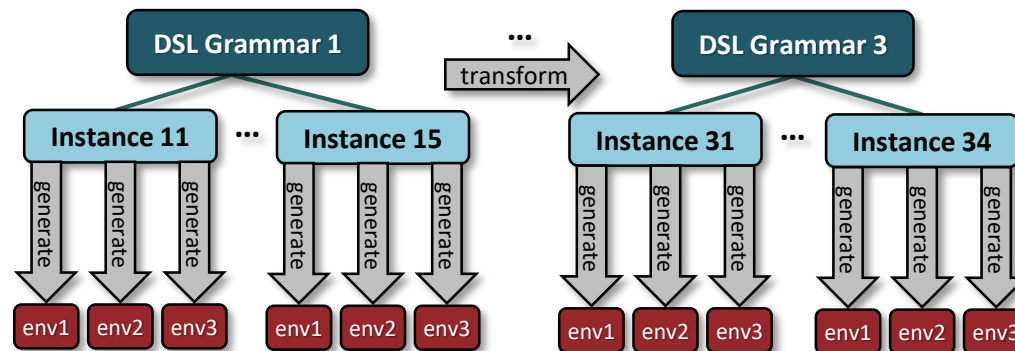 DSL Grammar 1
...
transform
DSL Grammar 3
Instance 11
...
Instance 15
Instance 31
...
Instance 34
generate
generate
generate
generate
generate
generate
generate
generate
generate
generate
generate
generate
env1
env2
env3
env1
env2
env3
env1
env2
env3
env1
env2
env3